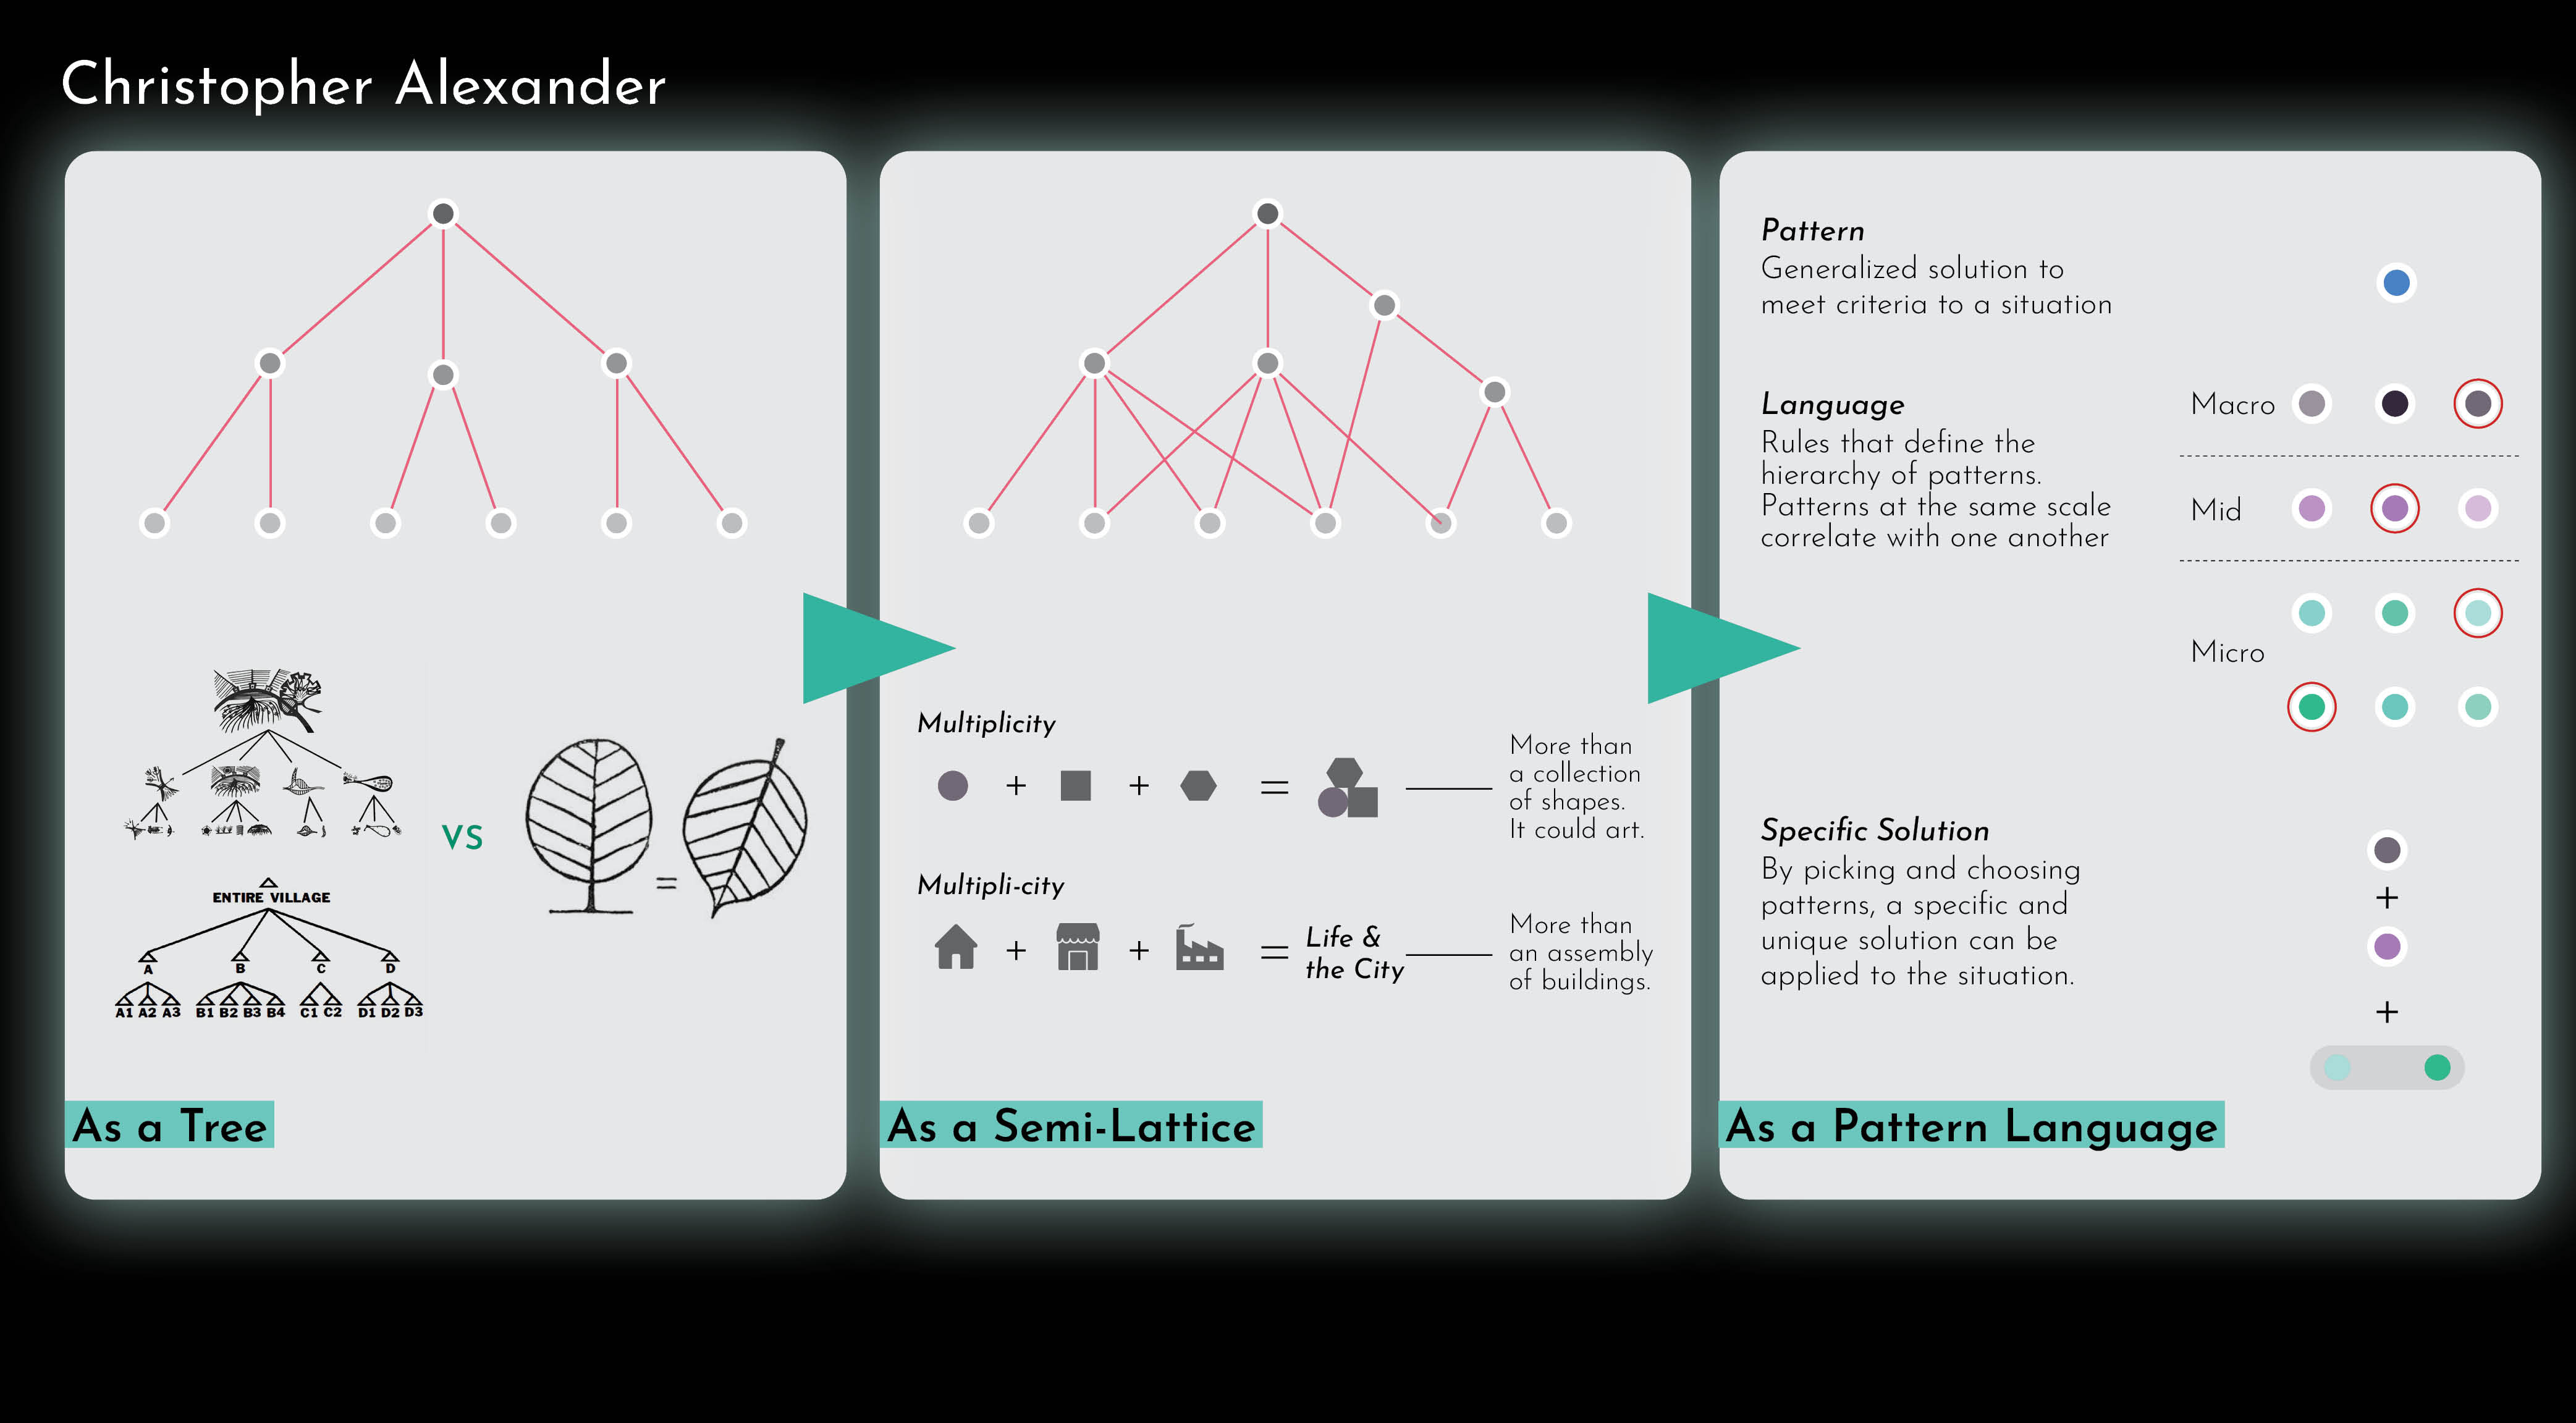 Christopher Alexander
ENTIRE VILLAGE
A B C D
A1 A2 A3 B1 B2 B3 B4 C1 C2 D1 D2 D3
VS
=
As a Tree
Multiplicity
+ + =
More than
a collection
of shapes.
It could art.
Multipli-city
+ + =
Life &
the City
More than
an assembly
of buildings.
As a Semi-Lattice
Pattern
Generalized solution to
meet criteria to a situation
Language
Rules that define the
hierarchy of patterns.
Patterns at the same scale
correlate with one another
Macro
Mid
Micro
Specific Solution
By picking and choosing
patterns, a specific and
unique solution can be
applied to the situation.
+
+
As a Pattern Language